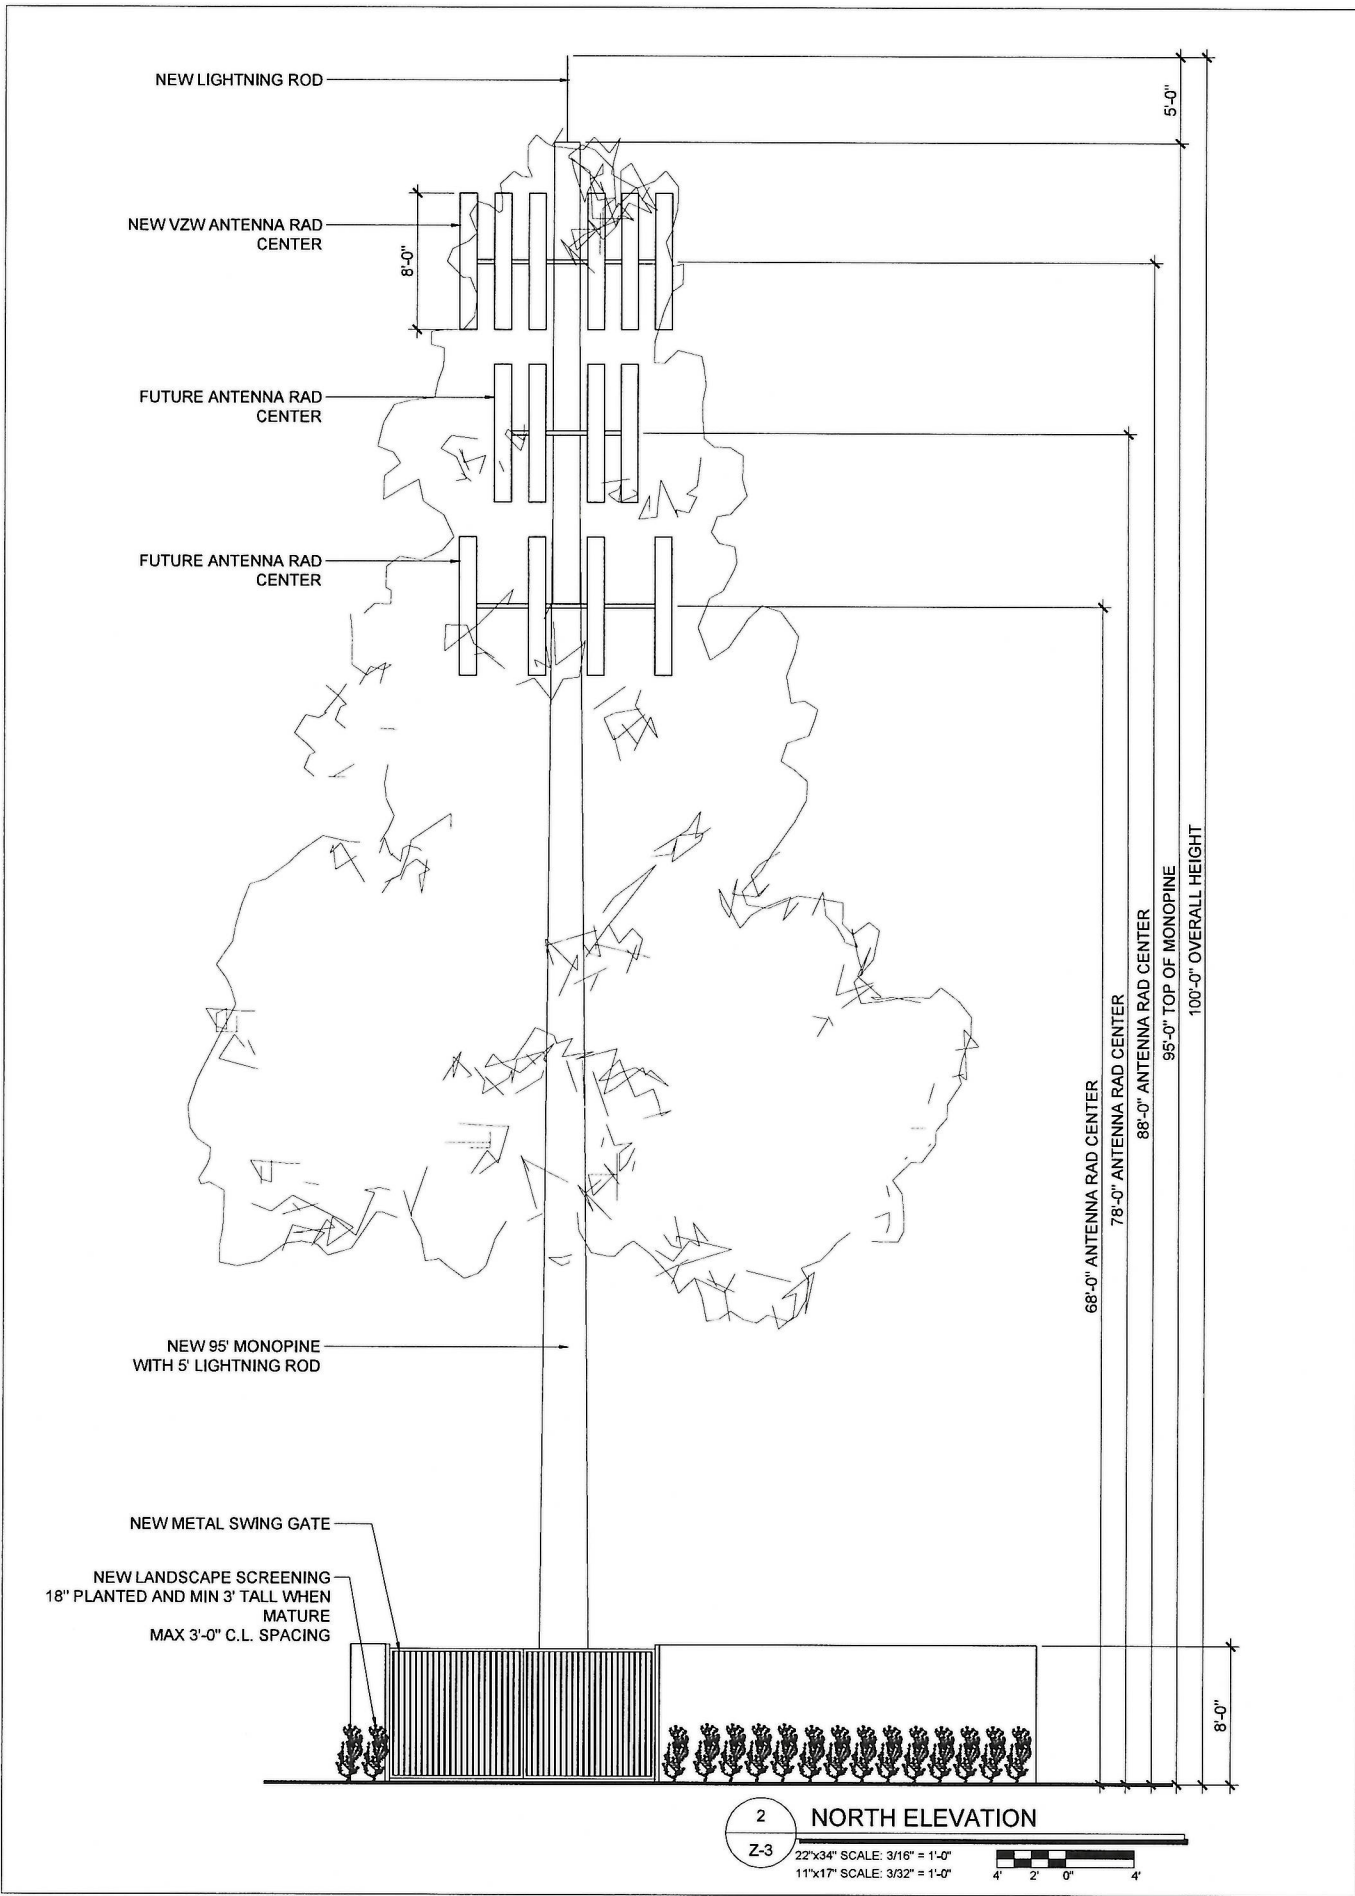 NEW LIGHTNING ROD
5'-0"
NEW VZW ANTENNA RAD
CENTER
8'-0"
FUTURE ANTENNA RAD
CENTER
FUTURE ANTENNA RAD
CENTER
68'-0" ANTENNA RAD CENTER
78'-0" ANTENNA RAD CENTER
88'-0" ANTENNA RAD CENTER
95'-0" TOP OF MONOPINE
100'-0" OVERALL HEIGHT
NEW 95' MONOPINE
WITH 5' LIGHTNING ROD
NEW METAL SWING GATE
NEW LANDSCAPE SCREENING
18" PLANTED AND MIN 3' TALL WHEN
MATURE
MAX 3'-0" C.L. SPACING
8'-0"
2
Z-3
NORTH ELEVATION
22"x34" SCALE: 3/16" = 1'-0"
11"x17" SCALE: 3/32" = 1'-0"
4' 2' 0" 4'